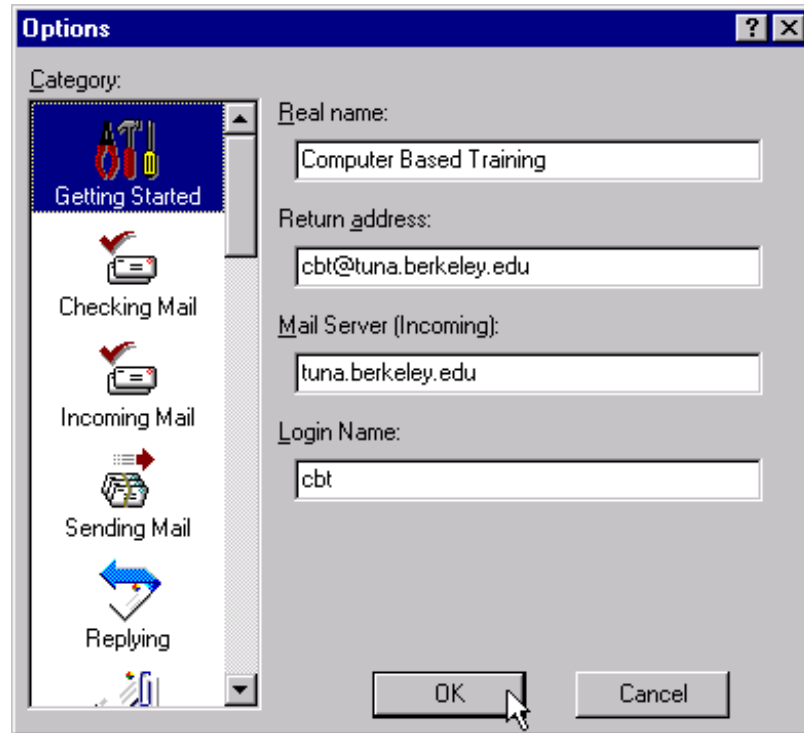 Options
Category:
Getting Started
Checking Mail
Incoming Mail
Sending Mail
Replying
Real name:
Computer Based Training
Return address:
cbt@tuna.berkeley.edu
Mail Server (Incoming):
tuna.berkeley.edu
Login Name:
cbt
OK
Cancel